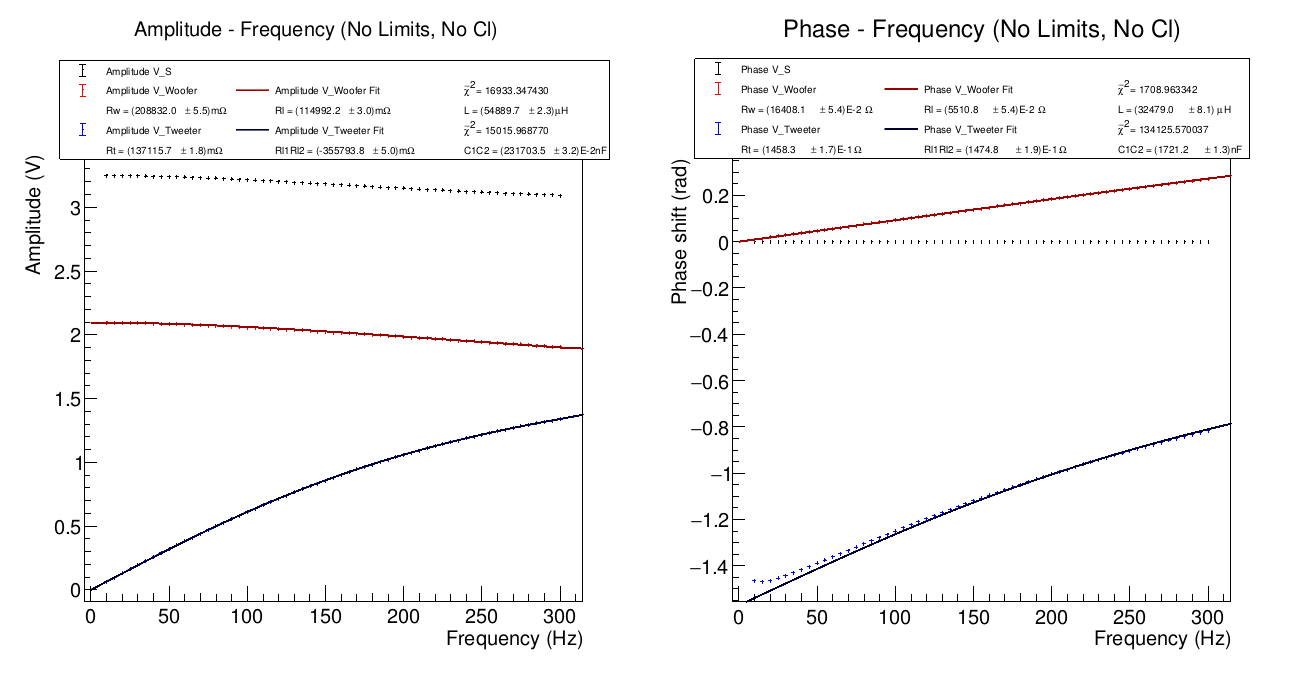 Amplitude - Frequency (No Limits, No Cl)
Amplitude V_S
Amplitude V_Woofer Amplitude V_Woofer Fit χ̅² = 16933.347430
Rw = (208832.0 ± 5.5)mΩ Rl = (114992.2 ± 3.0)mΩ L = (54889.7 ± 2.3)μH
Amplitude V_Tweeter Amplitude V_Tweeter Fit χ̅² = 15015.968770
Rt = (137115.7 ± 1.8)mΩ Rl1Rl2 = (-355793.8 ± 5.0)mΩ C1C2 = (231703.5 ± 3.2)E-2nF
Amplitude (V)
3
2.5
2
1.5
1
0.5
0
0 50 100 150 200 250 300
Frequency (Hz)
Phase - Frequency (No Limits, No Cl)
Phase V_S
Phase V_Woofer Phase V_Woofer Fit χ̅² = 1708.963342
Rw = (16408.1 ± 5.4)E-2 Ω Rl = (5510.8 ± 5.4)E-2 Ω L = (32479.0 ± 8.1) μH
Phase V_Tweeter Phase V_Tweeter Fit χ̅² = 134125.570037
Rt = (1458.3 ± 1.7)E-1 Ω Rl1Rl2 = (1474.8 ± 1.9)E-1 Ω C1C2 = (1721.2 ± 1.3)nF
Phase shift (rad)
0.2
0
−0.2
−0.4
−0.6
−0.8
−1
−1.2
−1.4
0 50 100 150 200 250 300
Frequency (Hz)